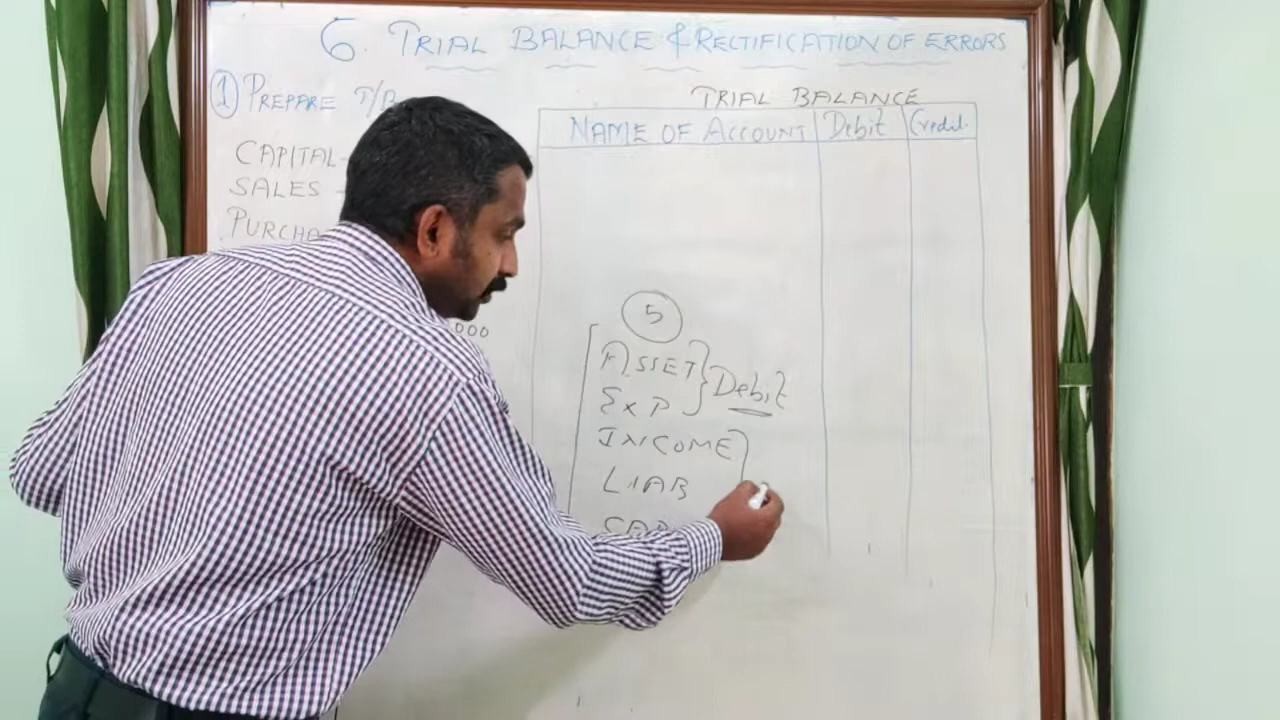 6. TRIAL BALANCE & RECTIFICATION OF ERRORS
1) PREPARE T/B
CAPITAL-
SALES -
PURCHA
000
TRIAL BALANCE
NAME OF ACCOUNT Debit Credit.
5
ASSET
EXP
Debit
INCOME
LIAB
CAP